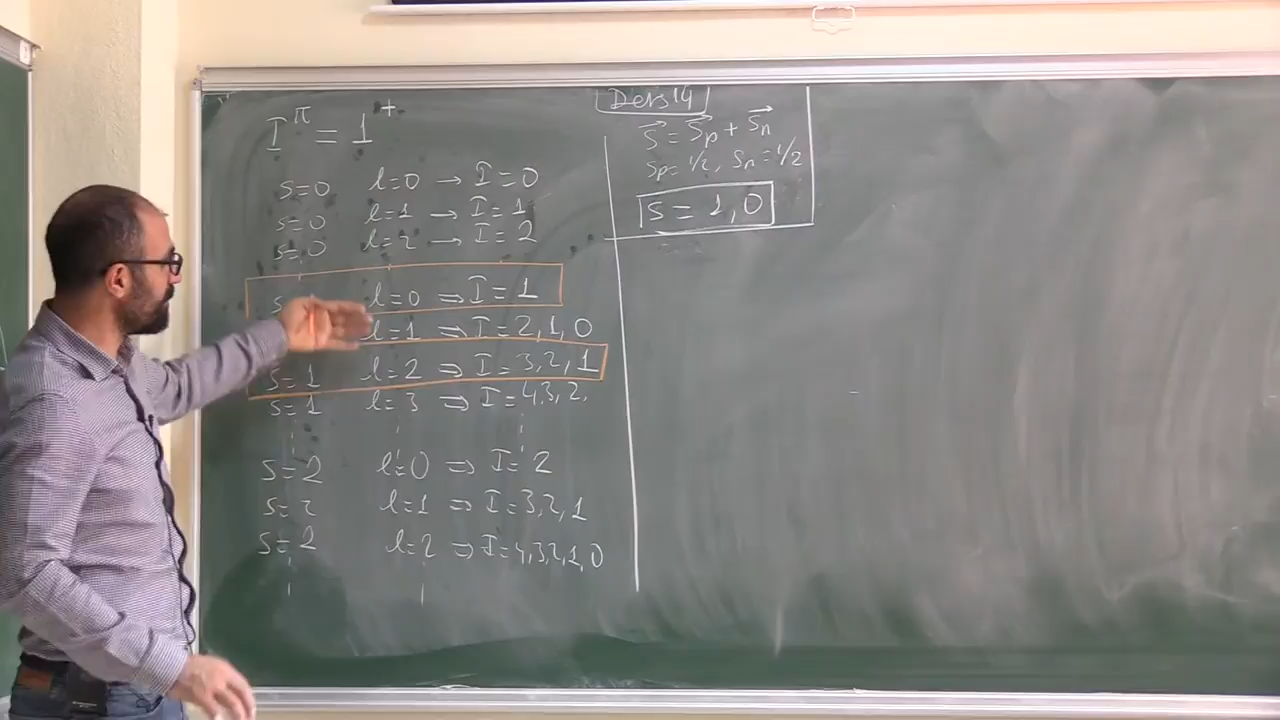 I^π = 1^+
s=0 l=0 → I=0
s=0 l=1 → I=1
s=0 l=2 → I=2
s l=0 ⇒ I=1
l=1 ⇒ I=2,1,0
s=1 l=2 ⇒ I=3,2,1
s=1 l=3 ⇒ I=4,3,2,
s=2 l=0 ⇒ I=2
s=2 l=1 ⇒ I=3,2,1
s=2 l=2 ⇒ I=4,3,2,1,0
Ders 14
S⃗ = S⃗p + S⃗n
Sp=1/2, Sn=1/2
S = 1,0